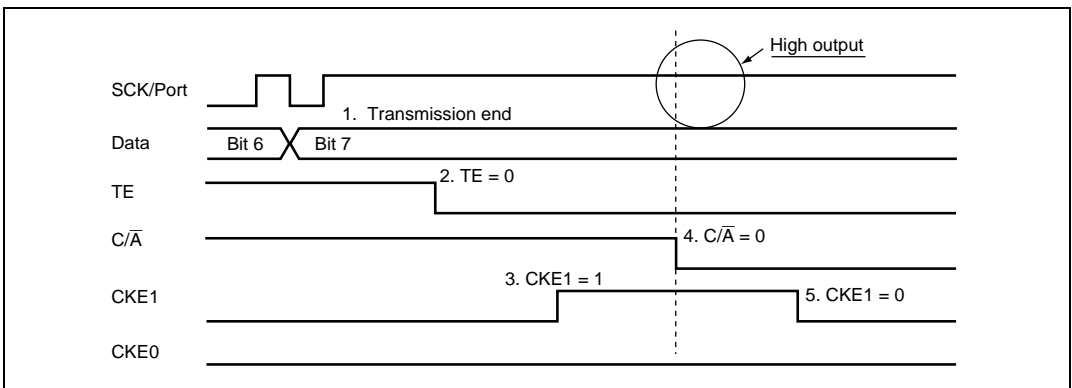 High output
SCK/Port
1. Transmission end
Data
Bit 6
Bit 7
TE
2. TE = 0
C/A̅
4. C/A̅ = 0
3. CKE1 = 1
CKE1
5. CKE1 = 0
CKE0